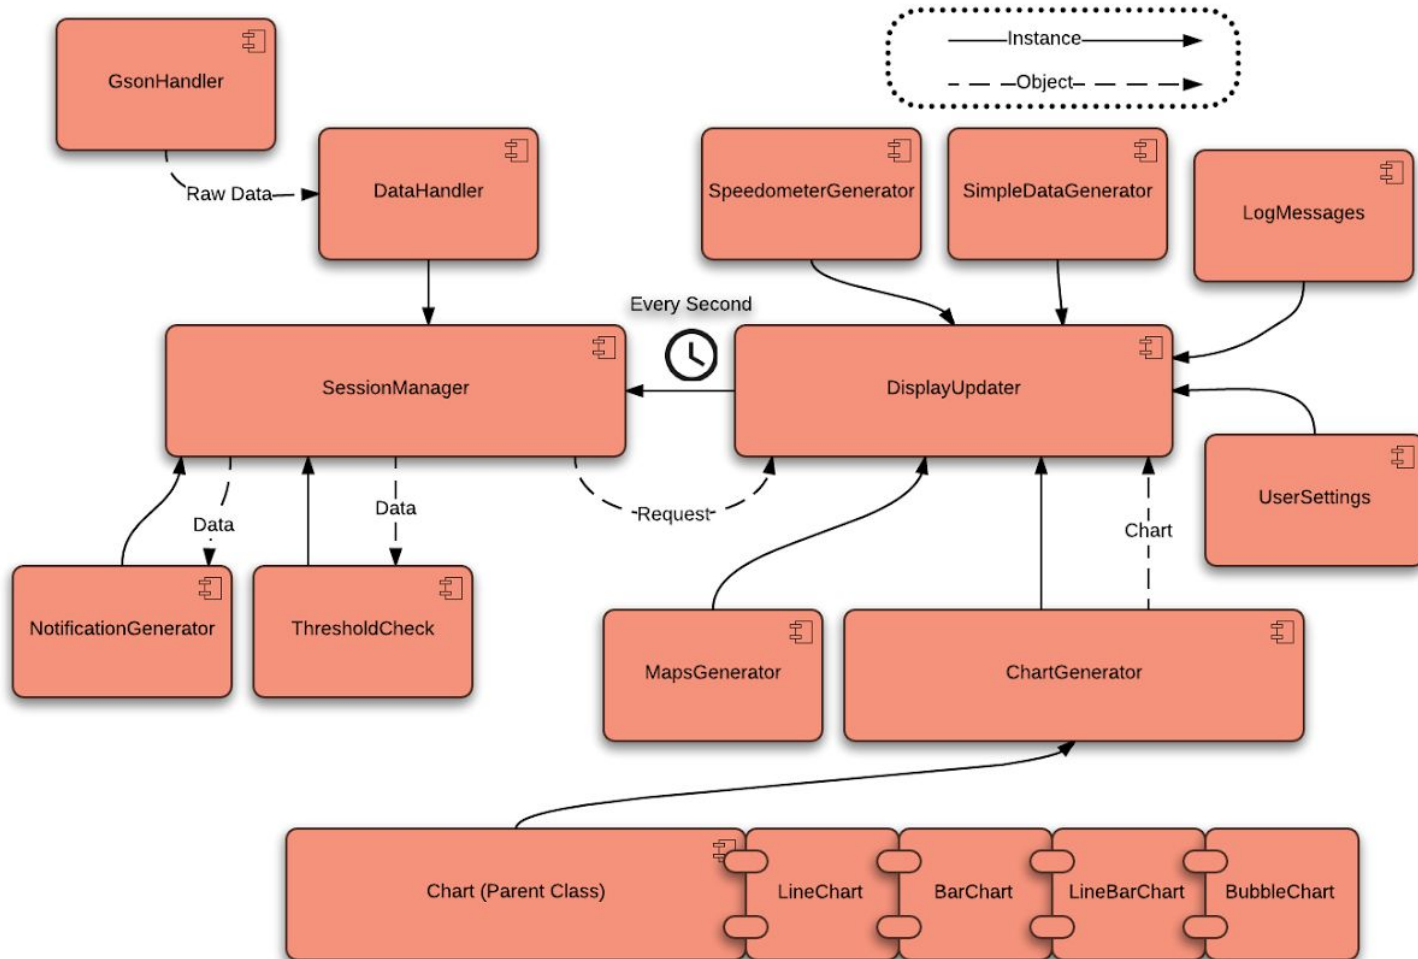 GsonHandler
Instance
Object
Raw Data
DataHandler
SpeedometerGenerator
SimpleDataGenerator
LogMessages
Every Second
SessionManager
DisplayUpdater
Data
Data
Request
Chart
UserSettings
NotificationGenerator
ThresholdCheck
MapsGenerator
ChartGenerator
Chart (Parent Class)
LineChart
BarChart
LineBarChart
BubbleChart